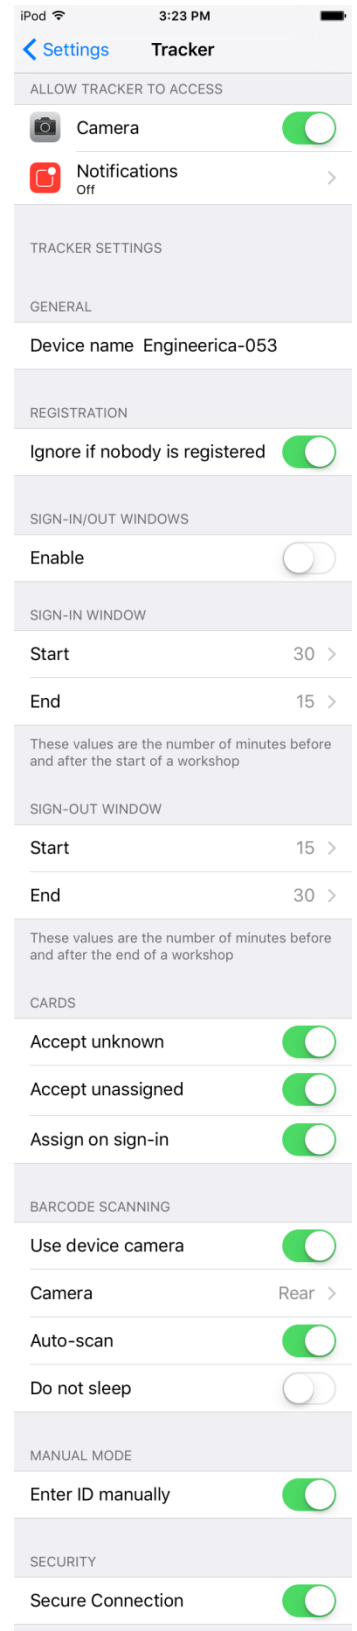 iPod 3:23 PM
Settings Tracker
ALLOW TRACKER TO ACCESS
Camera
Notifications
Off
TRACKER SETTINGS
GENERAL
Device name Engineerica-053
REGISTRATION
Ignore if nobody is registered
SIGN-IN/OUT WINDOWS
Enable
SIGN-IN WINDOW
Start 30
End 15
These values are the number of minutes before
and after the start of a workshop
SIGN-OUT WINDOW
Start 15
End 30
These values are the number of minutes before
and after the end of a workshop
CARDS
Accept unknown
Accept unassigned
Assign on sign-in
BARCODE SCANNING
Use device camera
Camera Rear
Auto-scan
Do not sleep
MANUAL MODE
Enter ID manually
SECURITY
Secure Connection